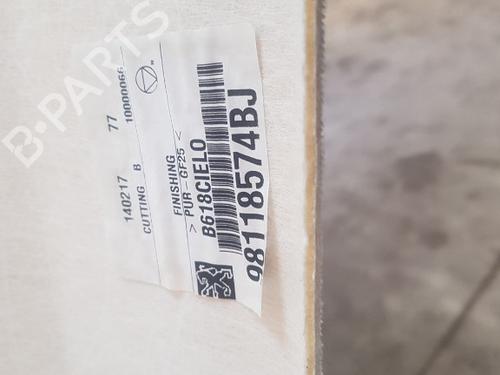 140217 77
CUTTING B 10000066
FINISHING
> PUR - GF25 <
B618CIELO
98118574BJ
B-PARTS